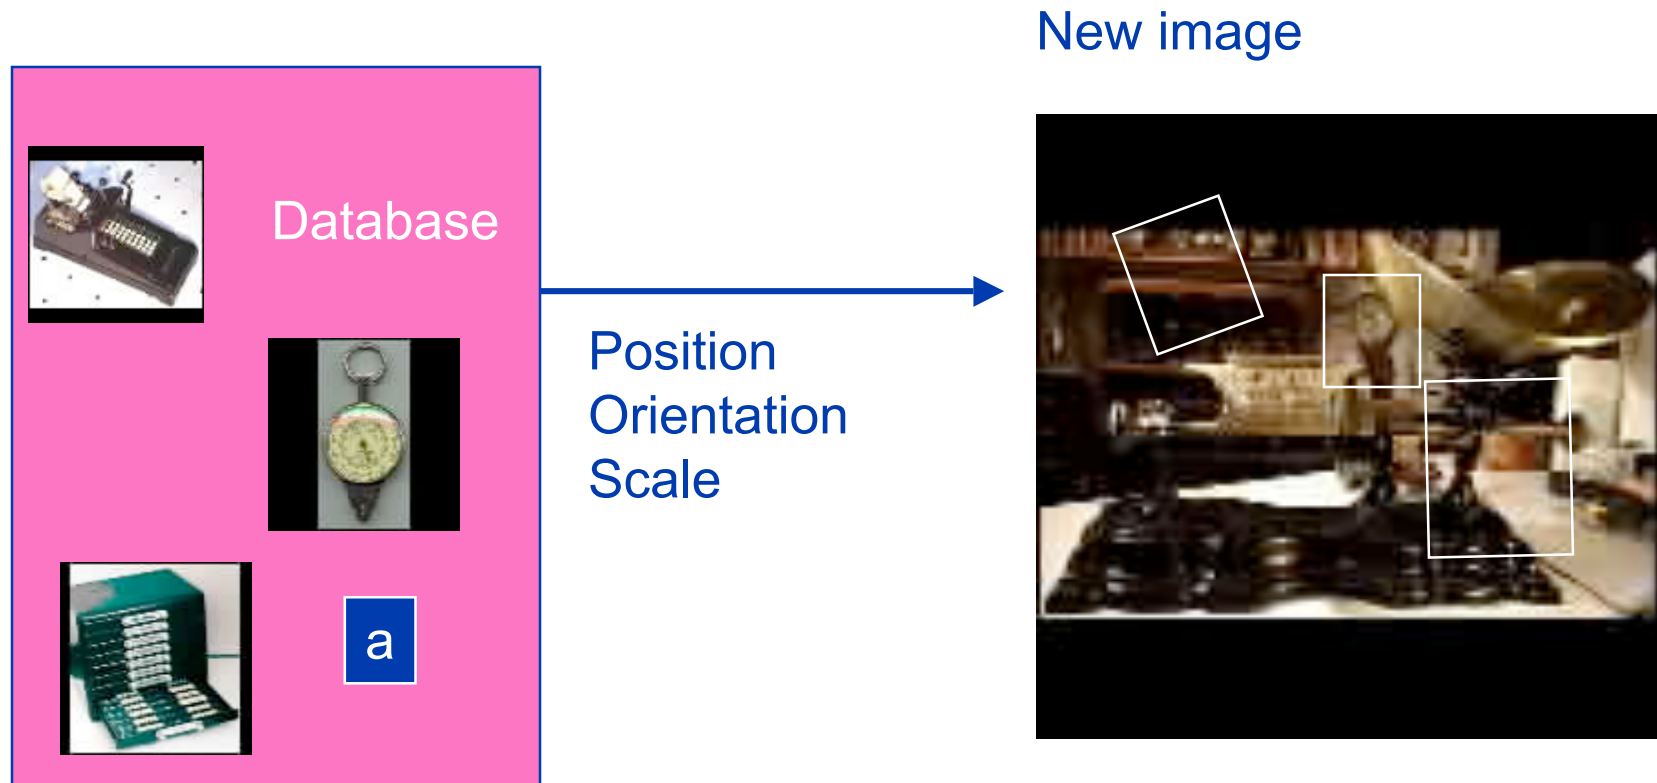 New image
Database
Position
Orientation
Scale
a